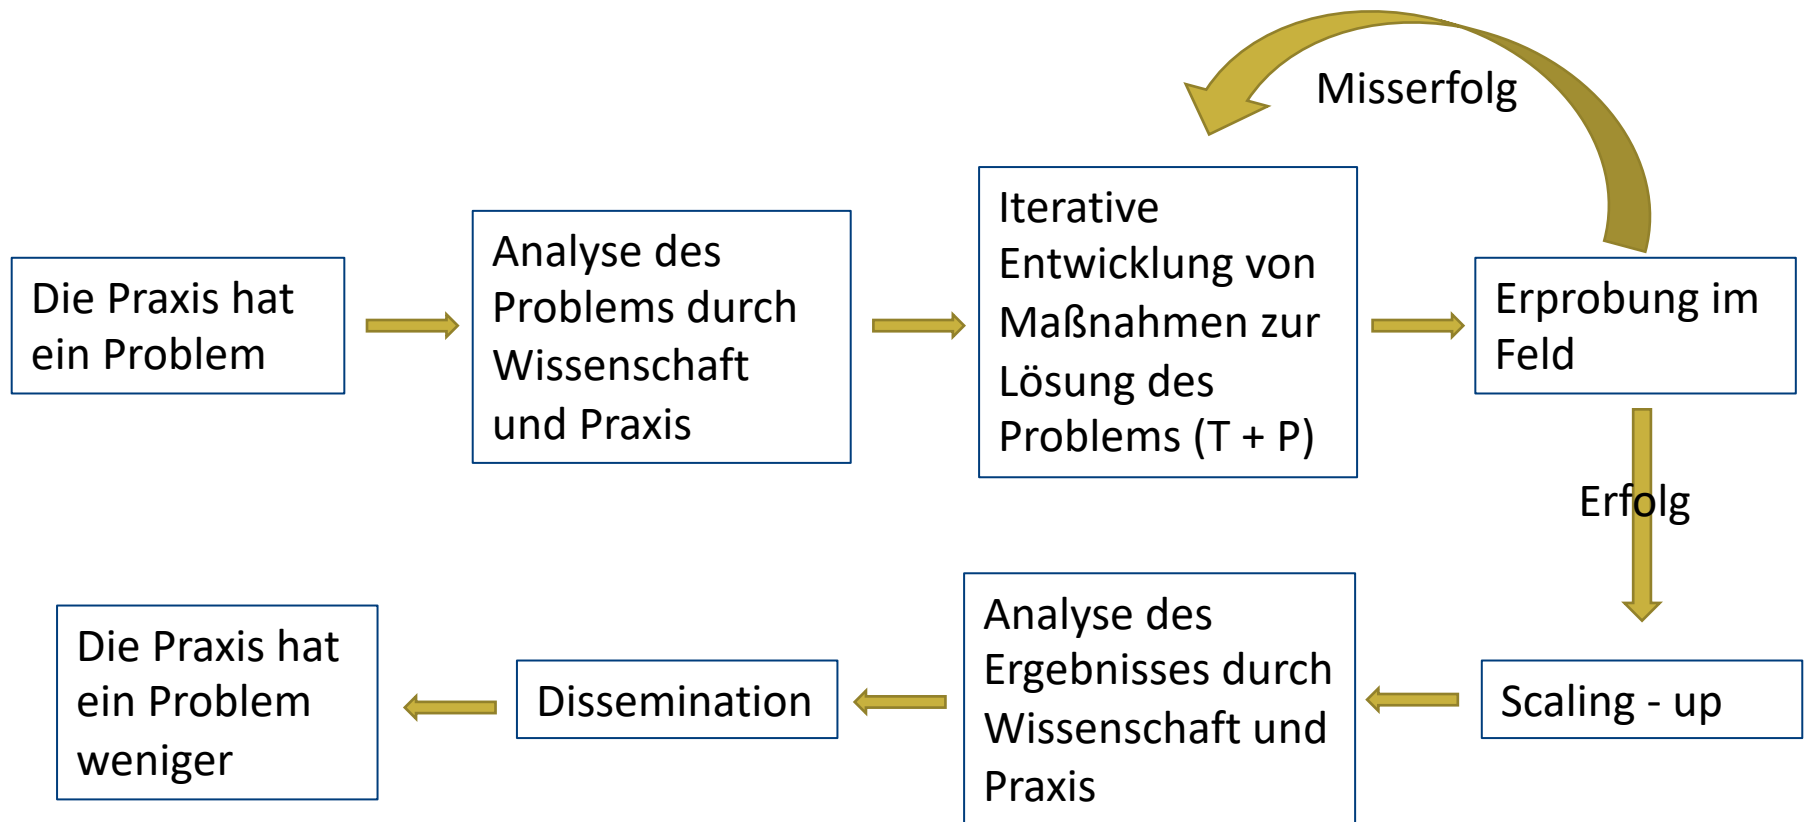 Misserfolg
Die Praxis hat
ein Problem
Analyse des
Problems durch
Wissenschaft
und Praxis
Iterative
Entwicklung von
Maßnahmen zur
Lösung des
Problems (T + P)
Erprobung im
Feld
Erfolg
Scaling - up
Analyse des
Ergebnisses durch
Wissenschaft und
Praxis
Dissemination
Die Praxis hat
ein Problem
weniger